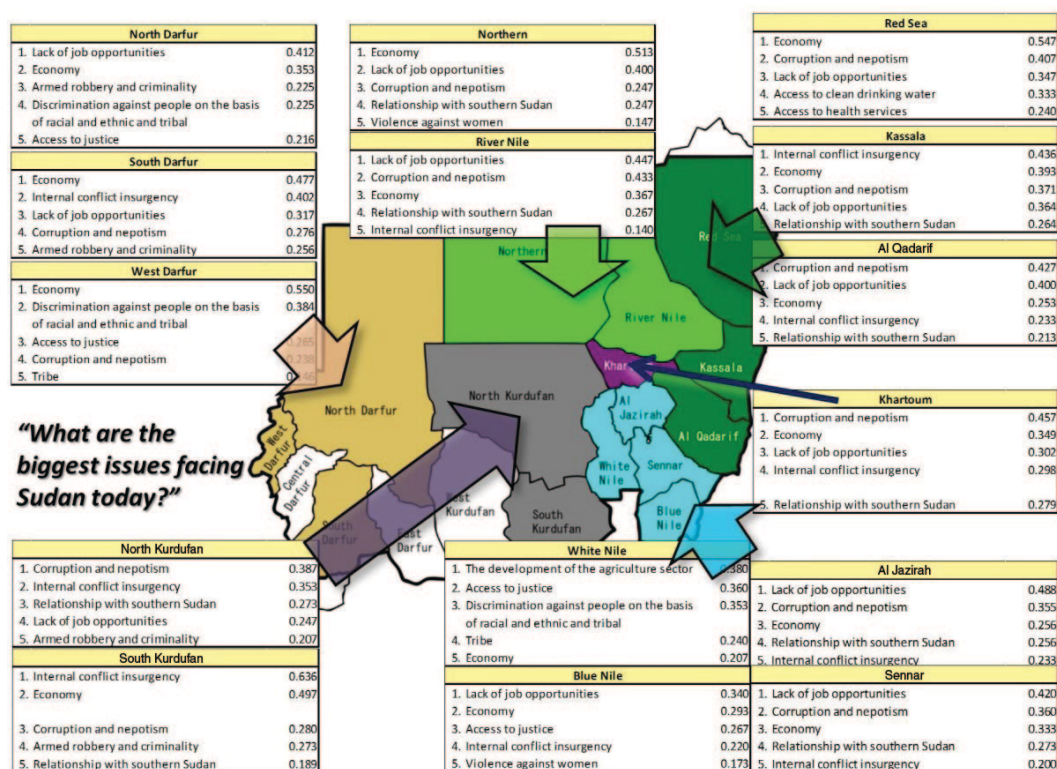 North Darfur
1. Lack of job opportunities 0.412
2. Economy 0.353
3. Armed robbery and criminality 0.225
4. Discrimination against people on the basis 0.225
of racial and ethnic and tribal
5. Access to justice 0.216
South Darfur
1. Economy 0.477
2. Internal conflict insurgency 0.402
3. Lack of job opportunities 0.317
4. Corruption and nepotism 0.276
5. Armed robbery and criminality 0.256
West Darfur
1. Economy 0.550
2. Discrimination against people on the basis 0.384
of racial and ethnic and tribal
3. Access to justice 0.265
4. Corruption and nepotism 0.238
5. Tribe
Northern
1. Economy 0.513
2. Lack of job opportunities 0.400
3. Corruption and nepotism 0.247
4. Relationship with southern Sudan 0.247
5. Violence against women 0.147
River Nile
1. Lack of job opportunities 0.447
2. Corruption and nepotism 0.433
3. Economy 0.367
4. Relationship with southern Sudan 0.267
5. Internal conflict insurgency 0.140
Red Sea
1. Economy 0.547
2. Corruption and nepotism 0.407
3. Lack of job opportunities 0.347
4. Access to clean drinking water 0.333
5. Access to health services 0.240
Kassala
1. Internal conflict insurgency 0.436
2. Economy 0.393
3. Corruption and nepotism 0.371
4. Lack of job opportunities 0.364
Relationship with southern Sudan 0.264
Al Qadarif
1. Corruption and nepotism 0.427
2. Lack of job opportunities 0.400
3. Economy 0.253
4. Internal conflict insurgency 0.233
5. Relationship with southern Sudan 0.213
Khartoum
1. Corruption and nepotism 0.457
2. Economy 0.349
3. Lack of job opportunities 0.302
4. Internal conflict insurgency 0.298
5. Relationship with southern Sudan 0.279
Northern
Red Sea
River Nile
Khar
Kassala
North Kurdufan
Al
Jazirah
North Darfur
Al Qadarif
West
Darfur
Central
Darfur
White
Nile
Sennar
South
Darfur
East
Darfur
Kurdufan
South
Kurdufan
Blue
Nile
"What are the
biggest issues facing
Sudan today?"
North Kurdufan
1. Corruption and nepotism 0.387
2. Internal conflict insurgency 0.353
3. Relationship with southern Sudan 0.273
4. Lack of job opportunities 0.247
5. Armed robbery and criminality 0.207
South Kurdufan
1. Internal conflict insurgency 0.636
2. Economy 0.497
3. Corruption and nepotism 0.280
4. Armed robbery and criminality 0.273
5. Relationship with southern Sudan 0.189
White Nile
1. The development of the agriculture sector 0.380
2. Access to justice 0.360
3. Discrimination against people on the basis 0.353
of racial and ethnic and tribal
4. Tribe 0.240
5. Economy 0.207
Blue Nile
1. Lack of job opportunities 0.340
2. Economy 0.293
3. Access to justice 0.267
4. Internal conflict insurgency 0.220
5. Violence against women 0.173
Al Jazirah
1. Lack of job opportunities 0.488
2. Corruption and nepotism 0.355
3. Economy 0.256
4. Relationship with southern Sudan 0.256
5. Internal conflict insurgency 0.233
Sennar
1. Lack of job opportunities 0.420
2. Corruption and nepotism 0.360
3. Economy 0.333
4. Relationship with southern Sudan 0.273
5. Internal conflict insurgency 0.200